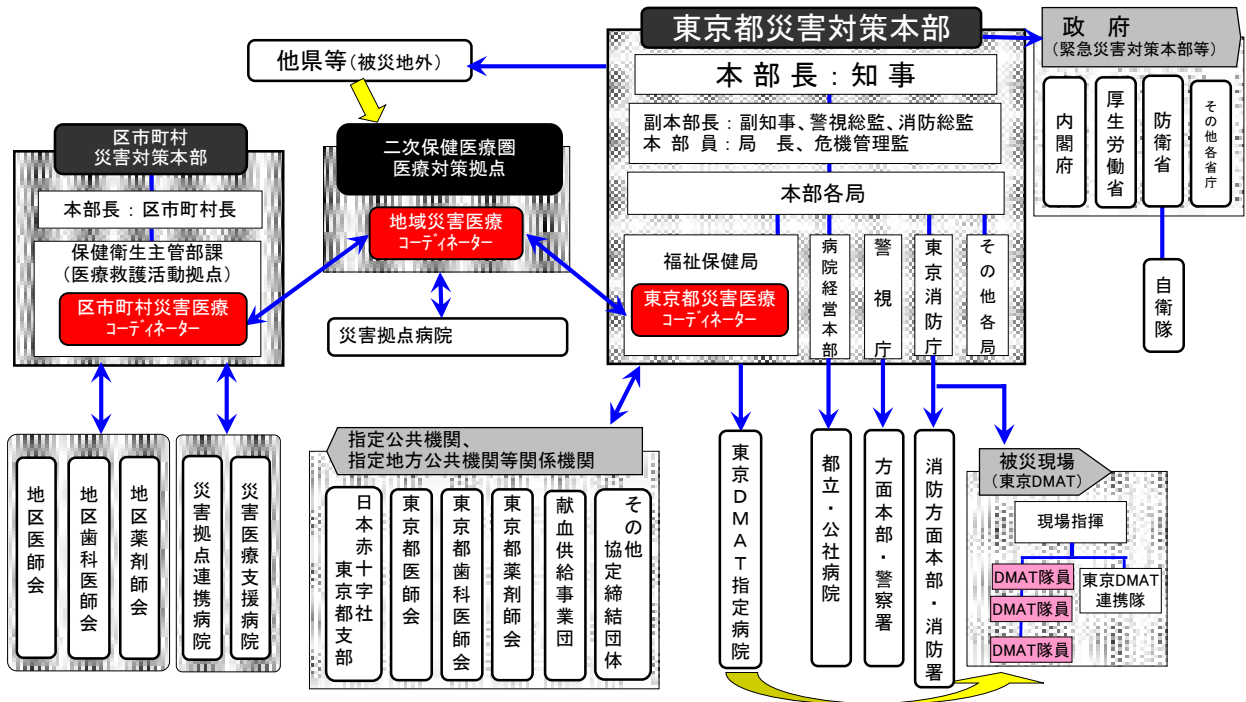 東京都災害対策本部
本部長：知事
副本部長：副知事、警視総監、消防総監
本 部 員：局　長、危機管理監
本部各局
福祉保健局
東京都災害医療
コーディネーター
病院経営本部
警視庁
東京消防庁
その他各局
政　府
（緊急災害対策本部等）
内閣府
厚生労働省
防衛省
その他各省庁
自衛隊
他県等（被災地外）
二次保健医療圏
医療対策拠点
地域災害医療
コーディネーター
災害拠点病院
区市町村
災害対策本部
本部長：区市町村長
保健衛生主管部課
（医療救護活動拠点）
区市町村災害医療
コーディネーター
地区医師会
地区歯科医師会
地区薬剤師会
災害拠点連携病院
災害医療支援病院
指定公共機関、
指定地方公共機関等関係機関
日本赤十字社
東京都支部
東京都医師会
東京都歯科医師会
東京都薬剤師会
献血供給事業団
その他
協定締結団体
東京ＤＭＡＴ指定病院
都立・公社病院
方面本部・警察署
消防方面本部・消防署
被災現場
（東京DMAT）
現場指揮
DMAT隊員
DMAT隊員
DMAT隊員
東京DMAT
連携隊